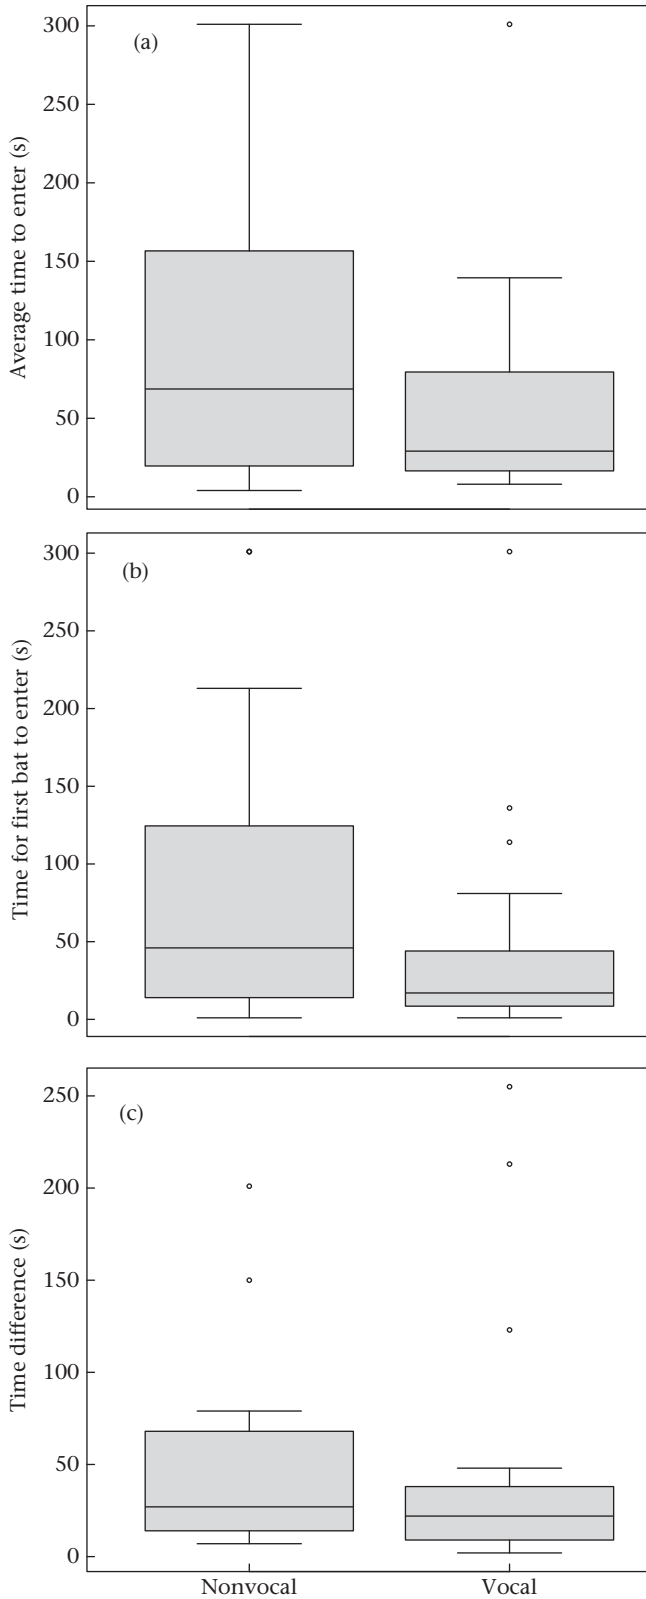 300
250
200
150
100
50
0
Average time to enter (s)
(a)
300
250
200
150
100
50
0
Time for first bat to enter (s)
(b)
250
200
150
100
50
0
Time difference (s)
(c)
Nonvocal Vocal